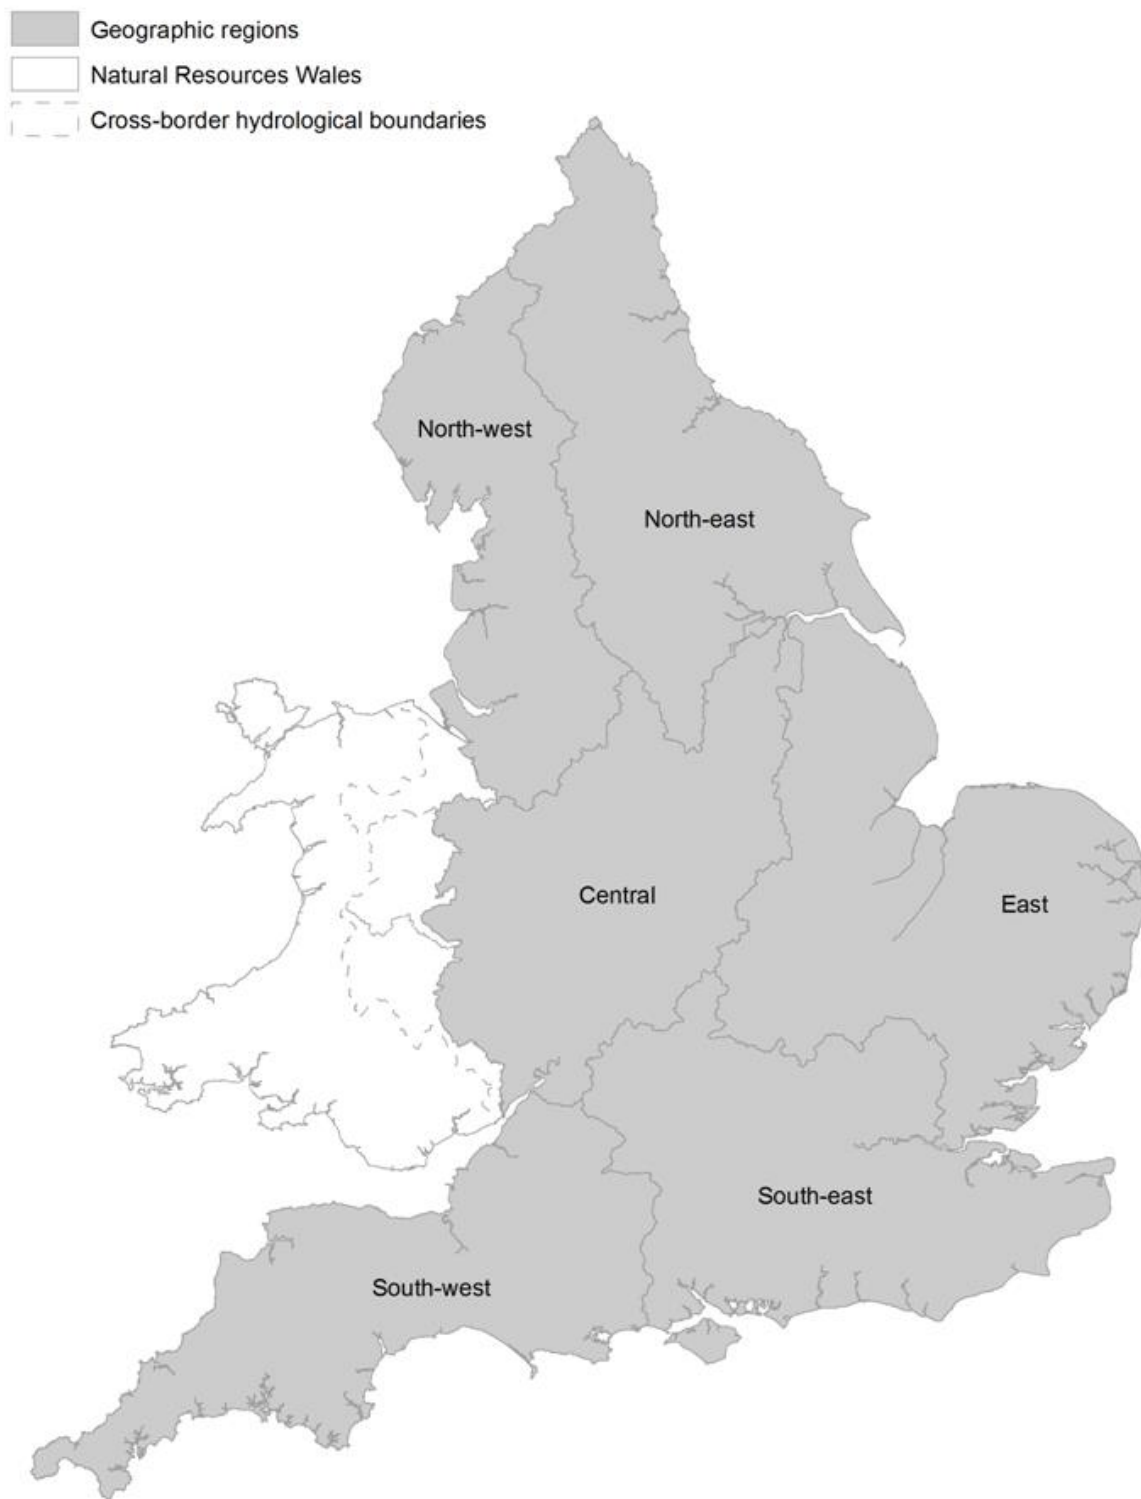 Geographic regions
Natural Resources Wales
Cross-border hydrological boundaries
North-west
North-east
Central
East
South-east
South-west